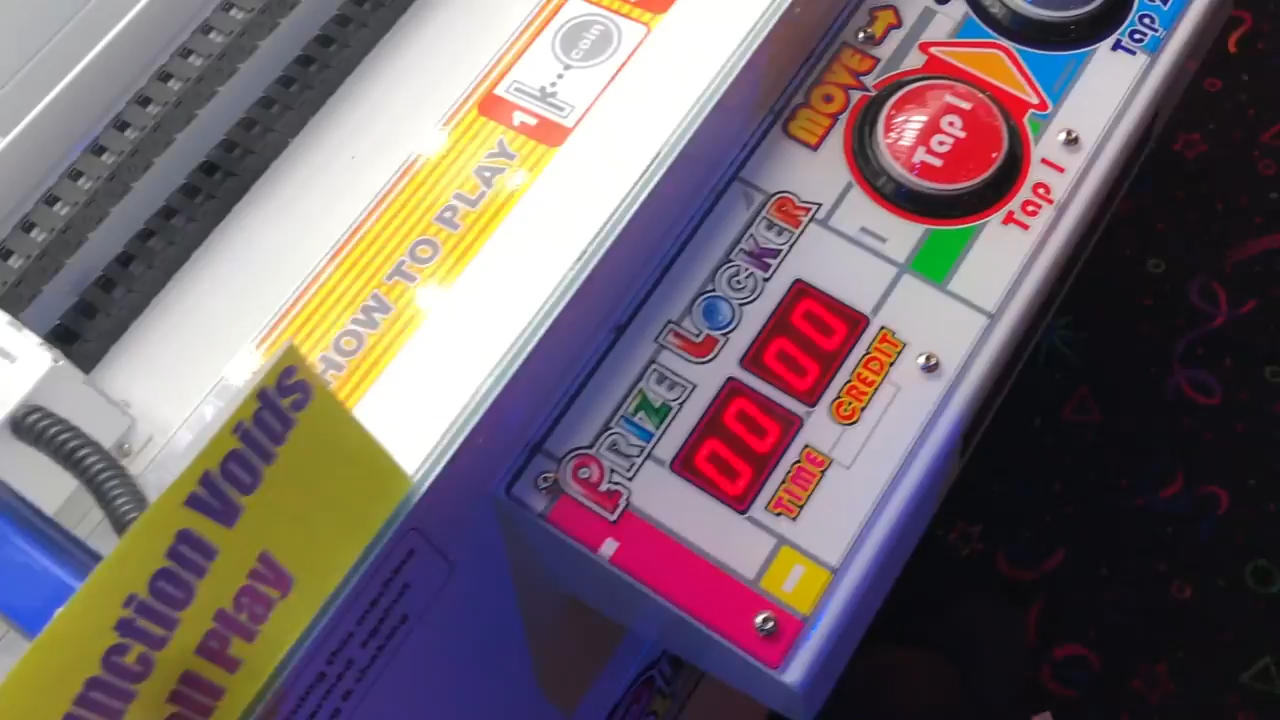 coin
1
HOW TO PLAY
MOVE
Tap 1
Tap 1
Tap 2
PRIZE LOCKER
00
00
TIME
CREDIT
nction Voids
Play